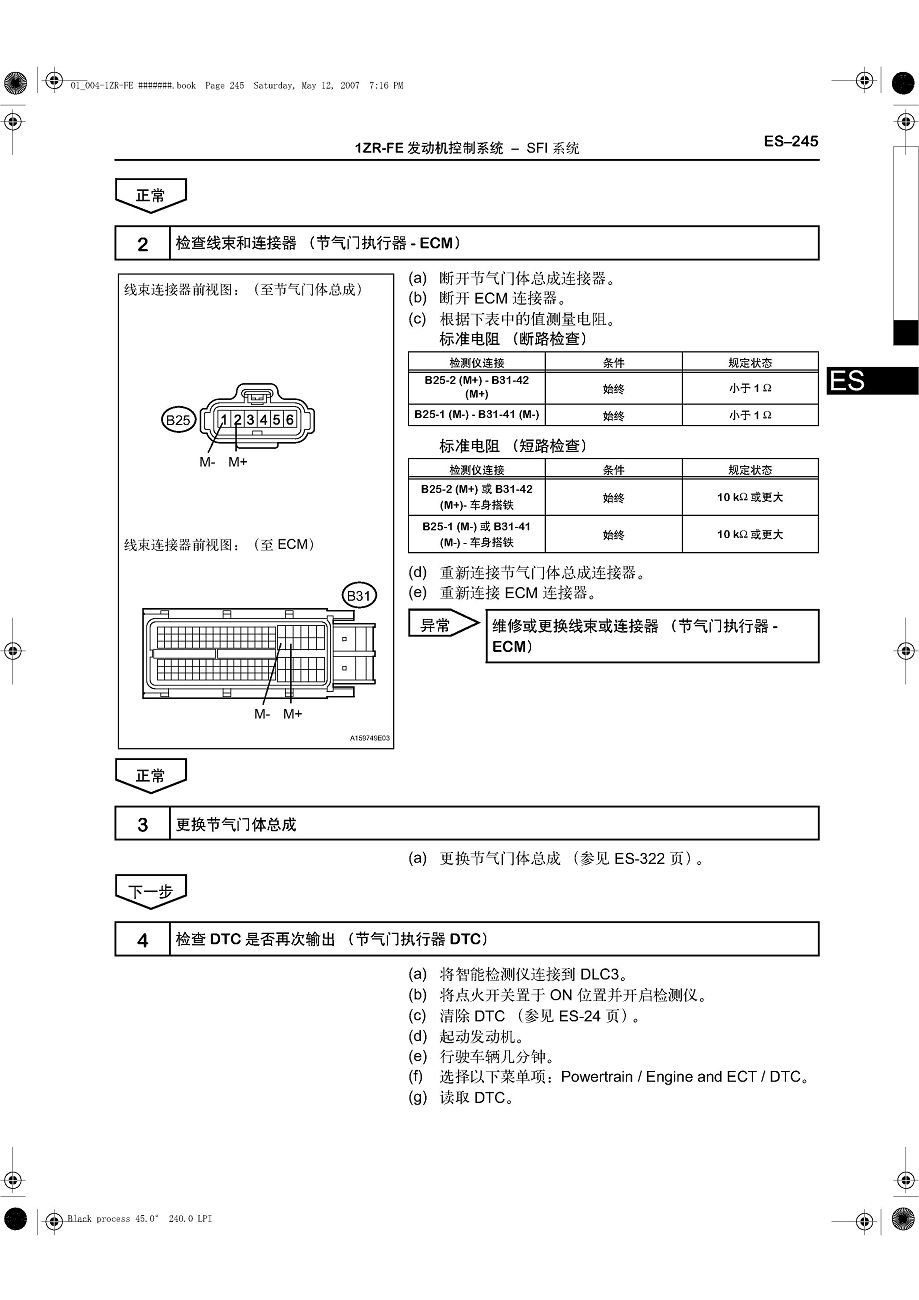 01_004-1ZR-FE #######.book Page 245 Saturday, May 12, 2007 7:16 PM
1ZR-FE 发动机控制系统 – SFI 系统
ES–245
正常
2 检查线束和连接器 （节气门执行器 - ECM）
线束连接器前视图：（至节气门体总成）
B25
1 2 3 4 5 6
M- M+
线束连接器前视图：（至 ECM）
B31
M- M+
A159749E03
(a) 断开节气门体总成连接器。
(b) 断开 ECM 连接器。
(c) 根据下表中的值测量电阻。
标准电阻 （断路检查）
检测仪连接 条件 规定状态
B25-2 (M+) - B31-42
(M+) 始终 小于 1 Ω
B25-1 (M-) - B31-41 (M-) 始终 小于 1 Ω
标准电阻 （短路检查）
检测仪连接 条件 规定状态
B25-2 (M+) 或 B31-42
(M+)- 车身搭铁 始终 10 kΩ 或更大
B25-1 (M-) 或 B31-41
(M-) - 车身搭铁 始终 10 kΩ 或更大
(d) 重新连接节气门体总成连接器。
(e) 重新连接 ECM 连接器。
异常
维修或更换线束或连接器 （节气门执行器 -
ECM）
ES
正常
3 更换节气门体总成
(a) 更换节气门体总成 （参见 ES-322 页）。
下一步
4 检查 DTC 是否再次输出 （节气门执行器 DTC）
(a) 将智能检测仪连接到 DLC3。
(b) 将点火开关置于 ON 位置并开启检测仪。
(c) 清除 DTC （参见 ES-24 页）。
(d) 起动发动机。
(e) 行驶车辆几分钟。
(f) 选择以下菜单项：Powertrain / Engine and ECT / DTC。
(g) 读取 DTC。
Black process 45.0° 240.0 LPI